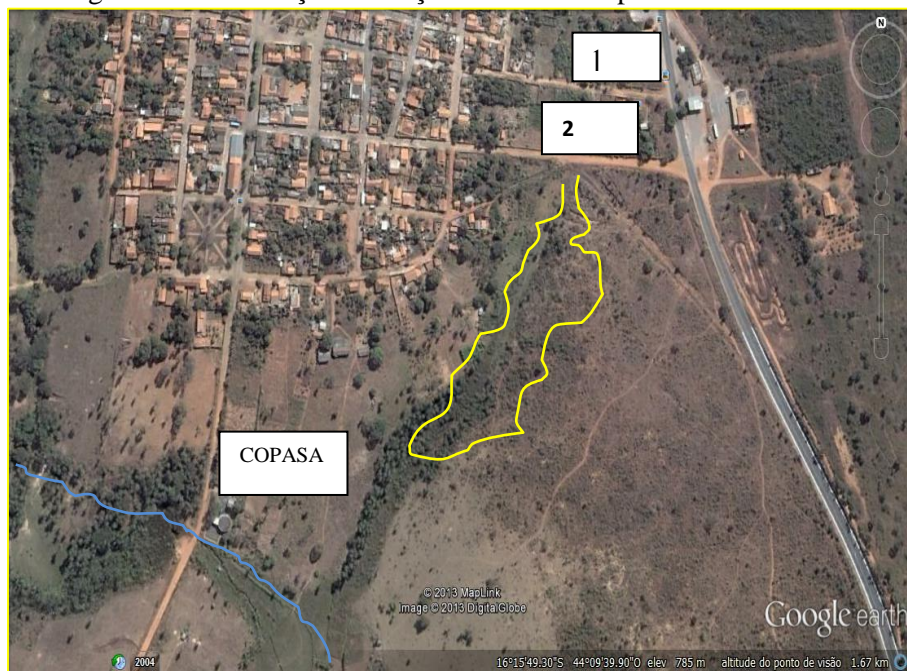 1
2
COPASA
N
© 2013 MapLink
Image © 2013 DigitalGlobe
Google earth
2004
16°15'49.30"S 44°09'39.90"O elev 785 m altitude do ponto de visão 1.67 km